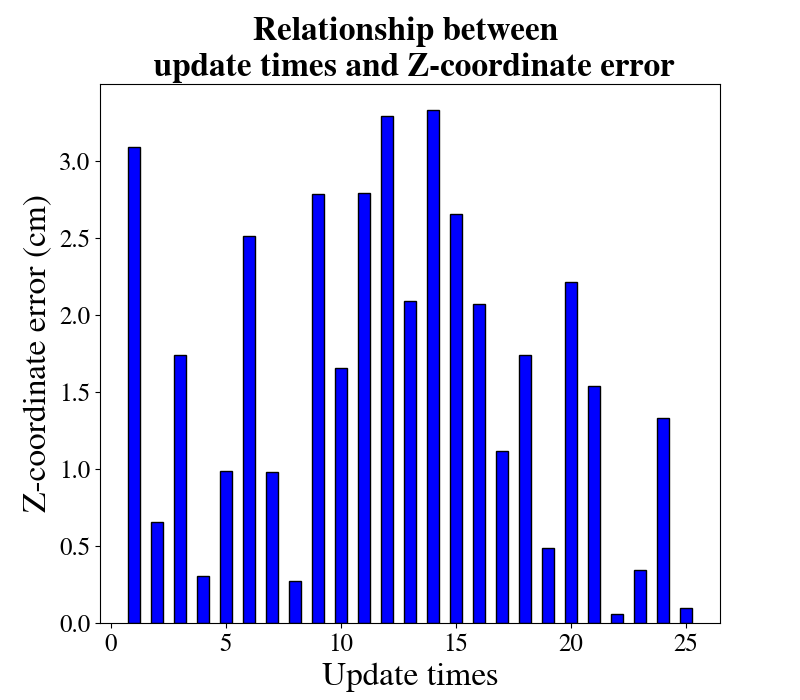 Relationship between
update times and Z-coordinate error
Z-coordinate error (cm)
3.0
2.5
2.0
1.5
1.0
0.5
0.0
0 5 10 15 20 25
Update times